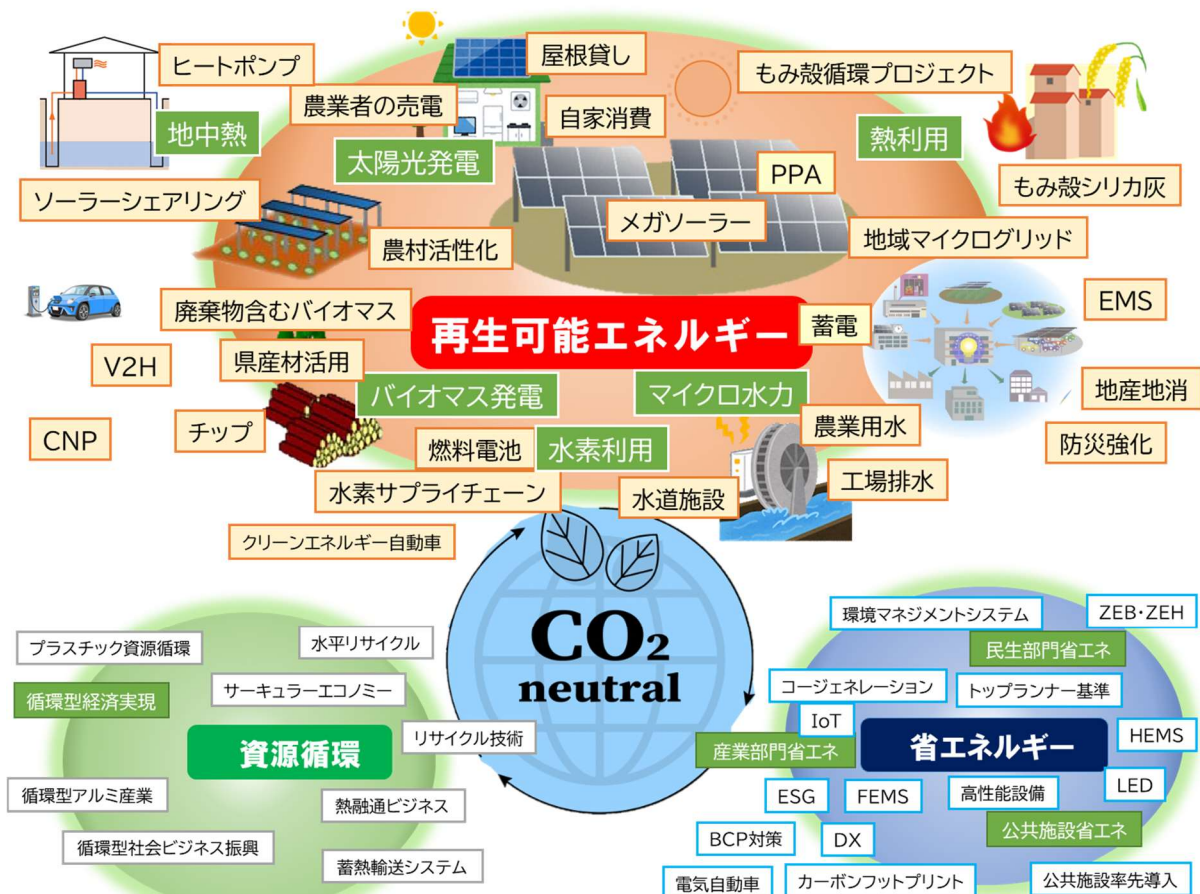 屋根貸し
ヒートポンプ
もみ殻循環プロジェクト
農業者の売電
自家消費
地中熱
熱利用
太陽光発電
PPA
もみ殻シリカ灰
ソーラーシェアリング
メガソーラー
地域マイクログリッド
農村活性化
廃棄物含むバイオマス
EMS
再生可能エネルギー
蓄電
V2H
県産材活用
地産地消
バイオマス発電
マイクロ水力
チップ
農業用水
CNP
防災強化
燃料電池
水素利用
工場排水
水素サプライチェーン
水道施設
クリーンエネルギー自動車
CO2
neutral
プラスチック資源循環
水平リサイクル
循環型経済実現
サーキュラーエコノミー
資源循環
リサイクル技術
循環型アルミ産業
熱融通ビジネス
循環型社会ビジネス振興
蓄熱輸送システム
環境マネジメントシステム
ZEB・ZEH
民生部門省エネ
コージェネレーション
トップランナー基準
IoT
産業部門省エネ
省エネルギー
HEMS
ESG
FEMS
高性能設備
LED
BCP対策
DX
公共施設省エネ
電気自動車
カーボンフットプリント
公共施設率先導入